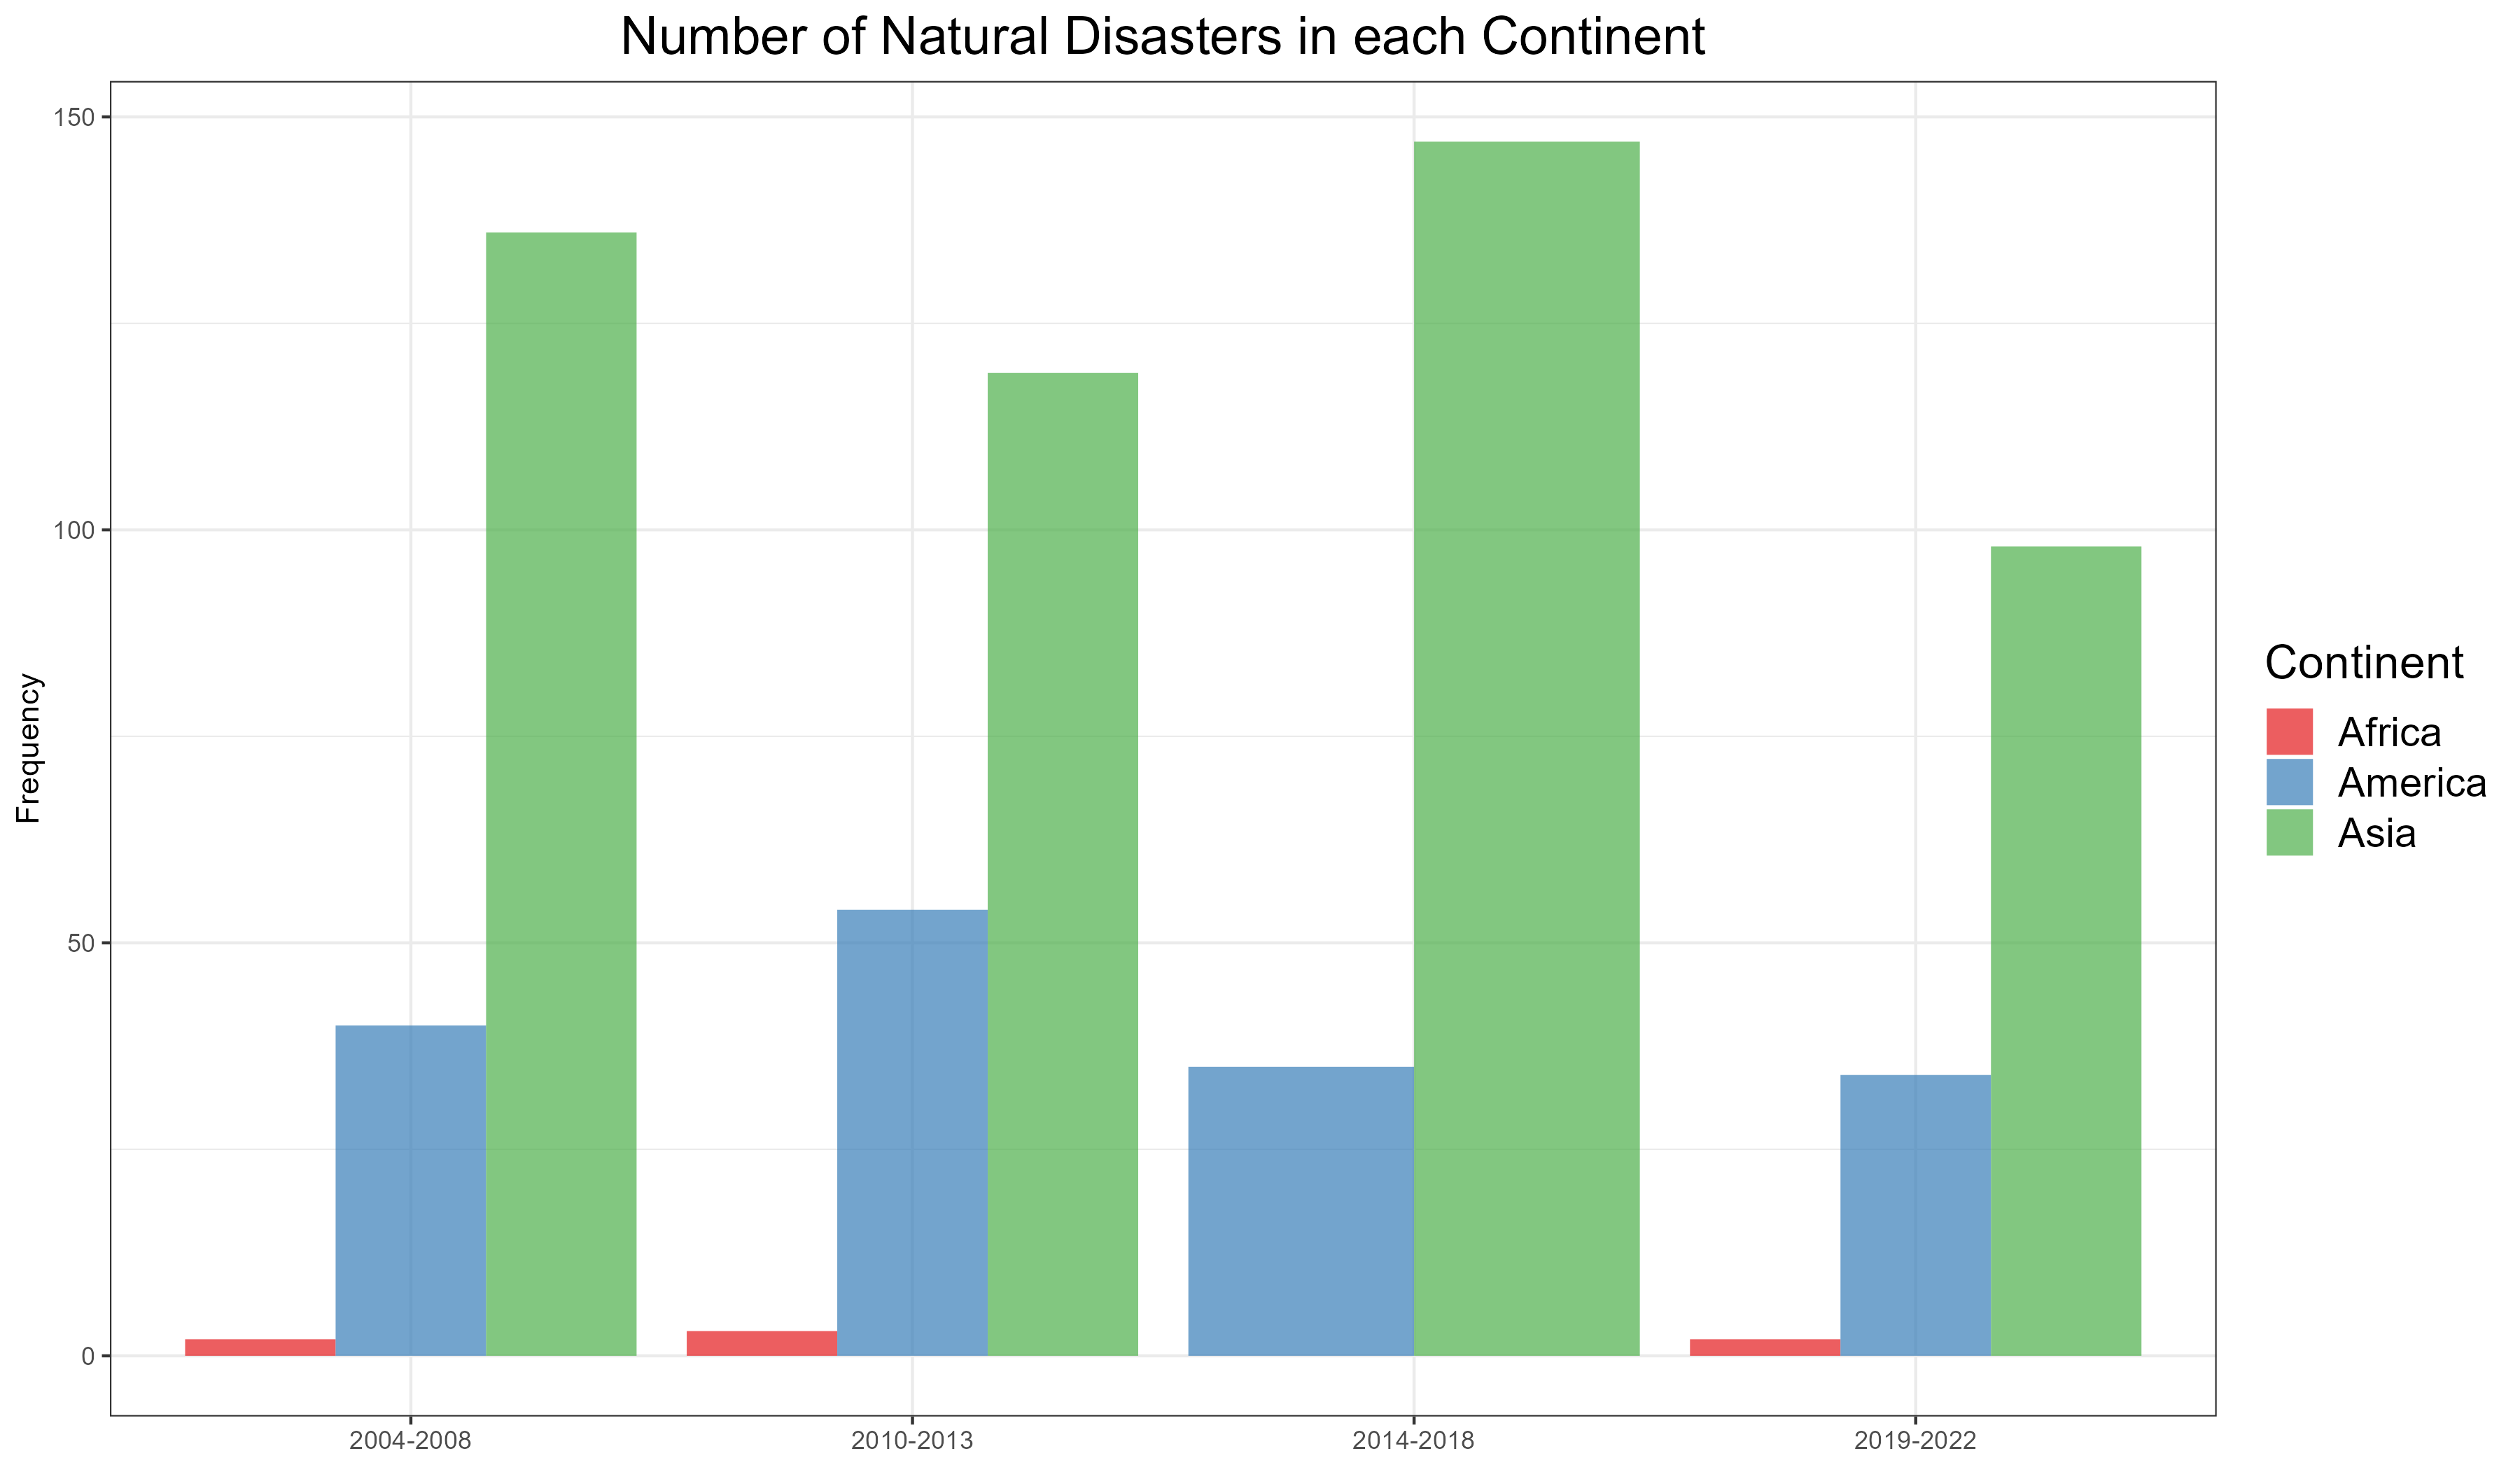 Number of Natural Disasters in each Continent
150
100
50
0
Frequency
2004-2008
2010-2013
2014-2018
2019-2022
Continent
Africa
America
Asia